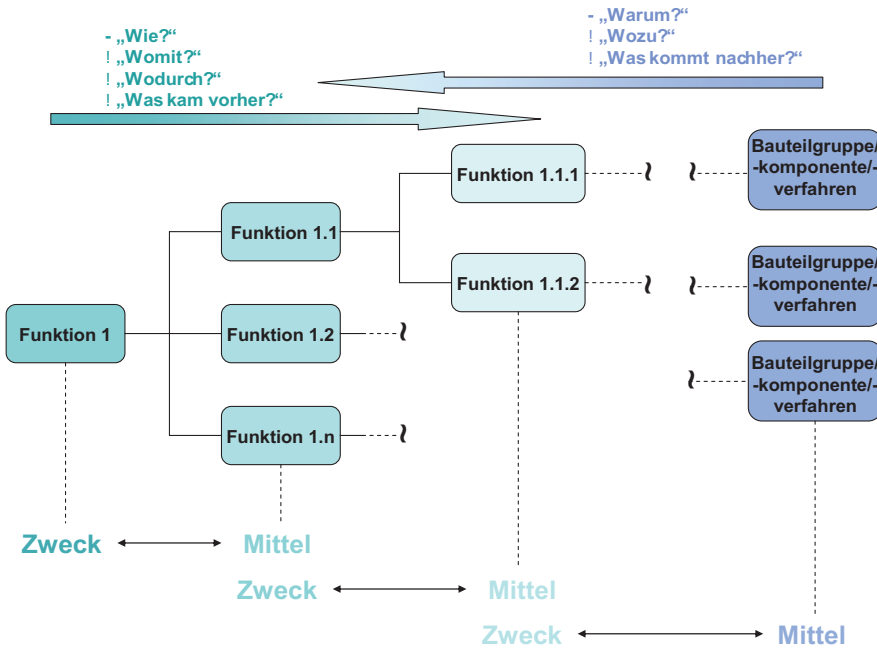 - „Wie?“
! „Womit?“
! „Wodurch?“
! „Was kam vorher?“
- „Warum?“
! „Wozu?“
! „Was kommt nachher?“
Funktion 1
Funktion 1.1
Funktion 1.2
Funktion 1.n
Funktion 1.1.1
Funktion 1.1.2
Bauteilgruppe/
-komponente/-
verfahren
Bauteilgruppe/
-komponente/-
verfahren
Bauteilgruppe/
-komponente/-
verfahren
Zweck
Mittel
Zweck
Mittel
Zweck
Mittel